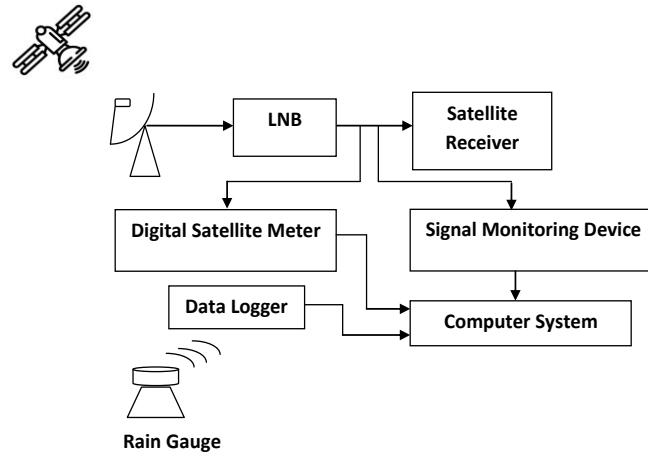 LNB
Satellite
Receiver
Digital Satellite Meter
Signal Monitoring Device
Data Logger
Computer System
Rain Gauge